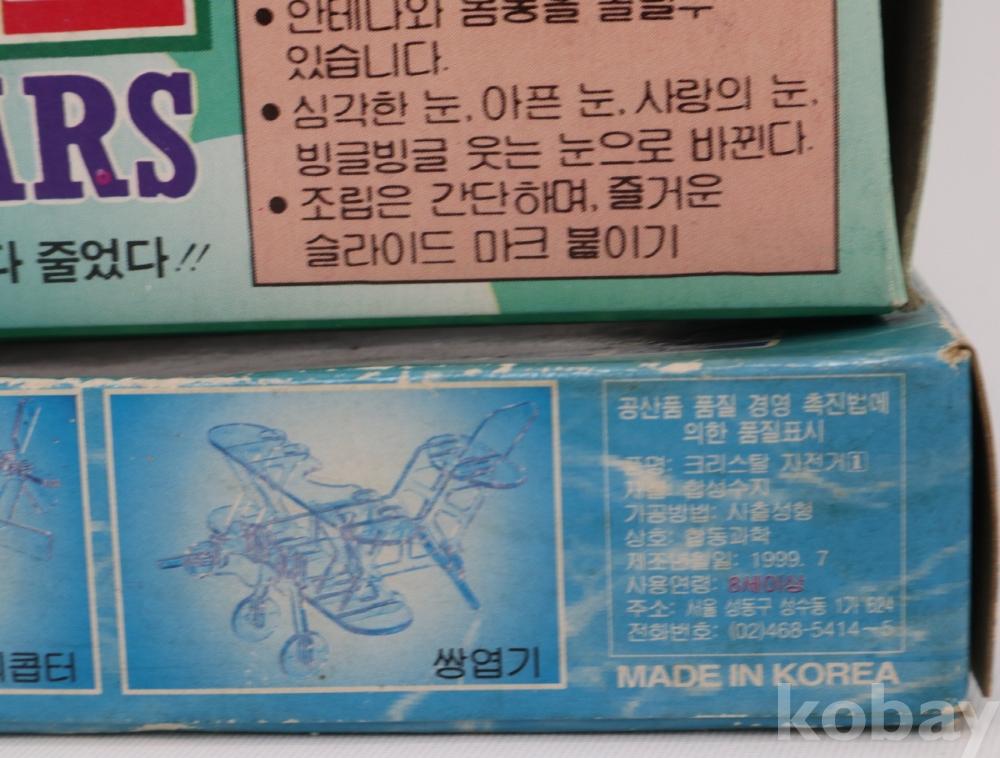 • 안테나와 몸통을 돌릴수
있습니다.
• 심각한 눈, 아픈 눈, 사랑의 눈,
빙글빙글 웃는 눈으로 바뀐다.
• 조립은 간단하며, 즐거운
슬라이드 마크 붙이기
ARS
다 줄었다!!
콥터
쌍엽기
공산품 품질 경영 촉진법에
의한 품질표시
품명: 크리스탈 자전거1
재질: 합성수지
가공방법: 사출성형
상호: 협동과학
제조년월일: 1999. 7
사용연령: 8세이상
주소: 서울 성동구 성수동 1가 624
전화번호: (02)468-5414~5
MADE IN KOREA
kobay